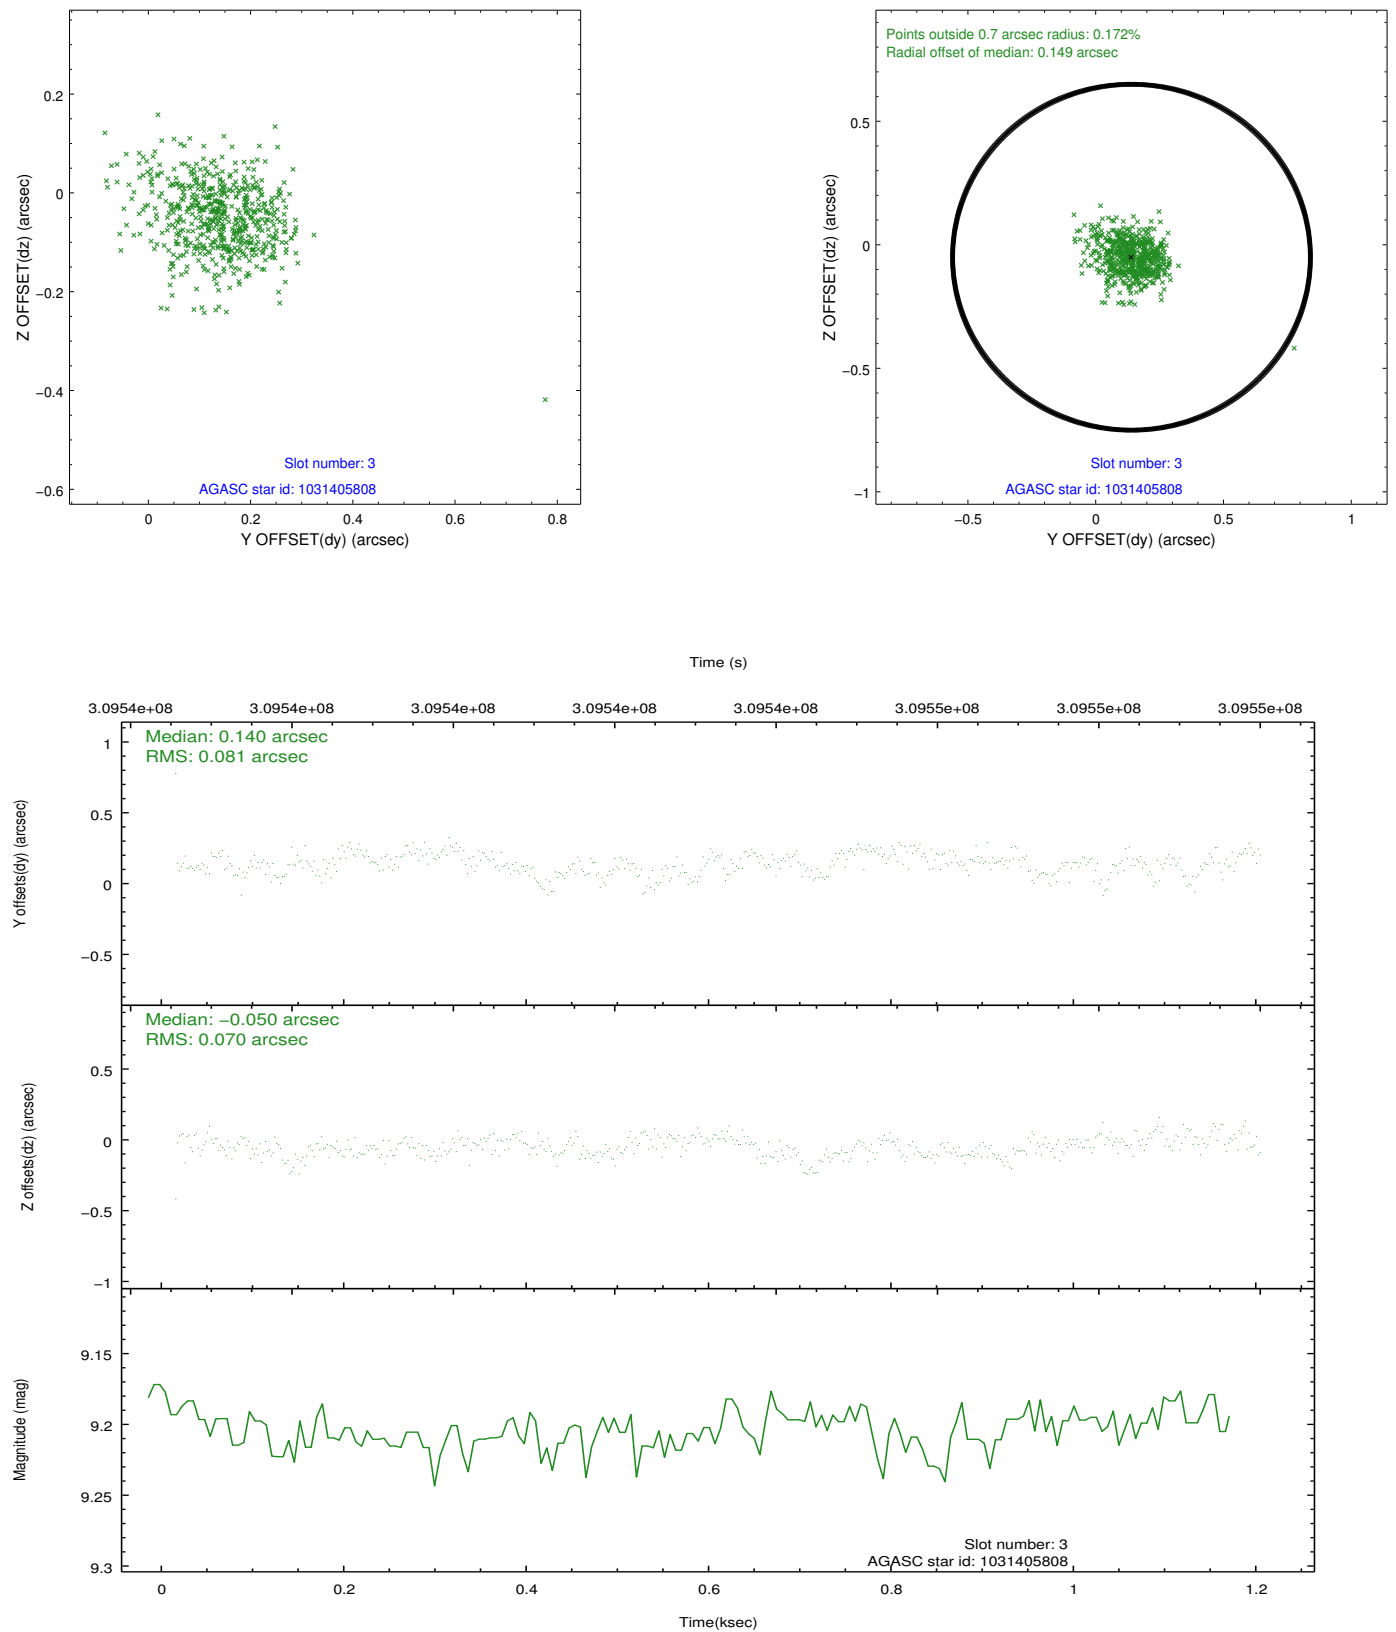 0.2
0
−0.2
−0.4
−0.6
Z OFFSET(dz) (arcsec)
Slot number: 3
AGASC star id: 1031405808
0 0.2 0.4 0.6 0.8
Y OFFSET(dy) (arcsec)
Points outside 0.7 arcsec radius: 0.172%
Radial offset of median: 0.149 arcsec
0.5
0
−0.5
−1
Z OFFSET(dz) (arcsec)
Slot number: 3
AGASC star id: 1031405808
−0.5 0 0.5 1
Y OFFSET(dy) (arcsec)
Time (s)
3.0954e+08 3.0954e+08 3.0954e+08 3.0954e+08 3.0954e+08 3.0955e+08 3.0955e+08 3.0955e+08
Median: 0.140 arcsec
RMS: 0.081 arcsec
1
0.5
0
−0.5
Y offsets(dy) (arcsec)
Median: −0.050 arcsec
RMS: 0.070 arcsec
0.5
0
−0.5
−1
Z offsets(dz) (arcsec)
9.15
9.2
9.25
9.3
Magnitude (mag)
Slot number: 3
AGASC star id: 1031405808
0 0.2 0.4 0.6 0.8 1 1.2
Time(ksec)